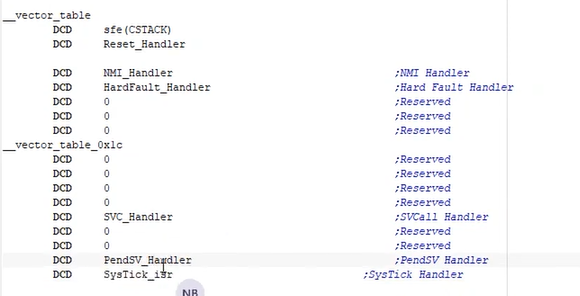 __vector_table
DCD sfe(CSTACK)
DCD Reset_Handler
DCD NMI_Handler ;NMI Handler
DCD HardFault_Handler ;Hard Fault Handler
DCD 0 ;Reserved
DCD 0 ;Reserved
DCD 0 ;Reserved
__vector_table_0x1c
DCD 0 ;Reserved
DCD 0 ;Reserved
DCD 0 ;Reserved
DCD 0 ;Reserved
DCD SVC_Handler ;SVCall Handler
DCD 0 ;Reserved
DCD 0 ;Reserved
DCD PendSV_Handler ;PendSV Handler
DCD SysTick_isr ;SysTick Handler
NB